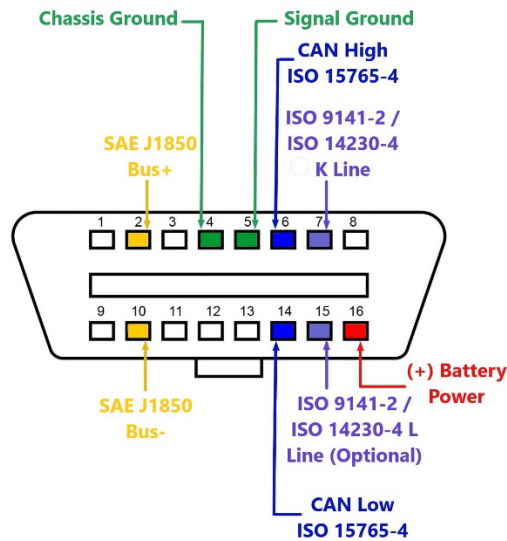 Chassis Ground
Signal Ground
CAN High
ISO 15765-4
ISO 9141-2 /
ISO 14230-4
K Line
SAE J1850
Bus+
1 2 3 4 5 6 7 8
9 10 11 12 13 14 15 16
SAE J1850
Bus-
(+) Battery
Power
ISO 9141-2 /
ISO 14230-4 L
Line (Optional)
CAN Low
ISO 15765-4